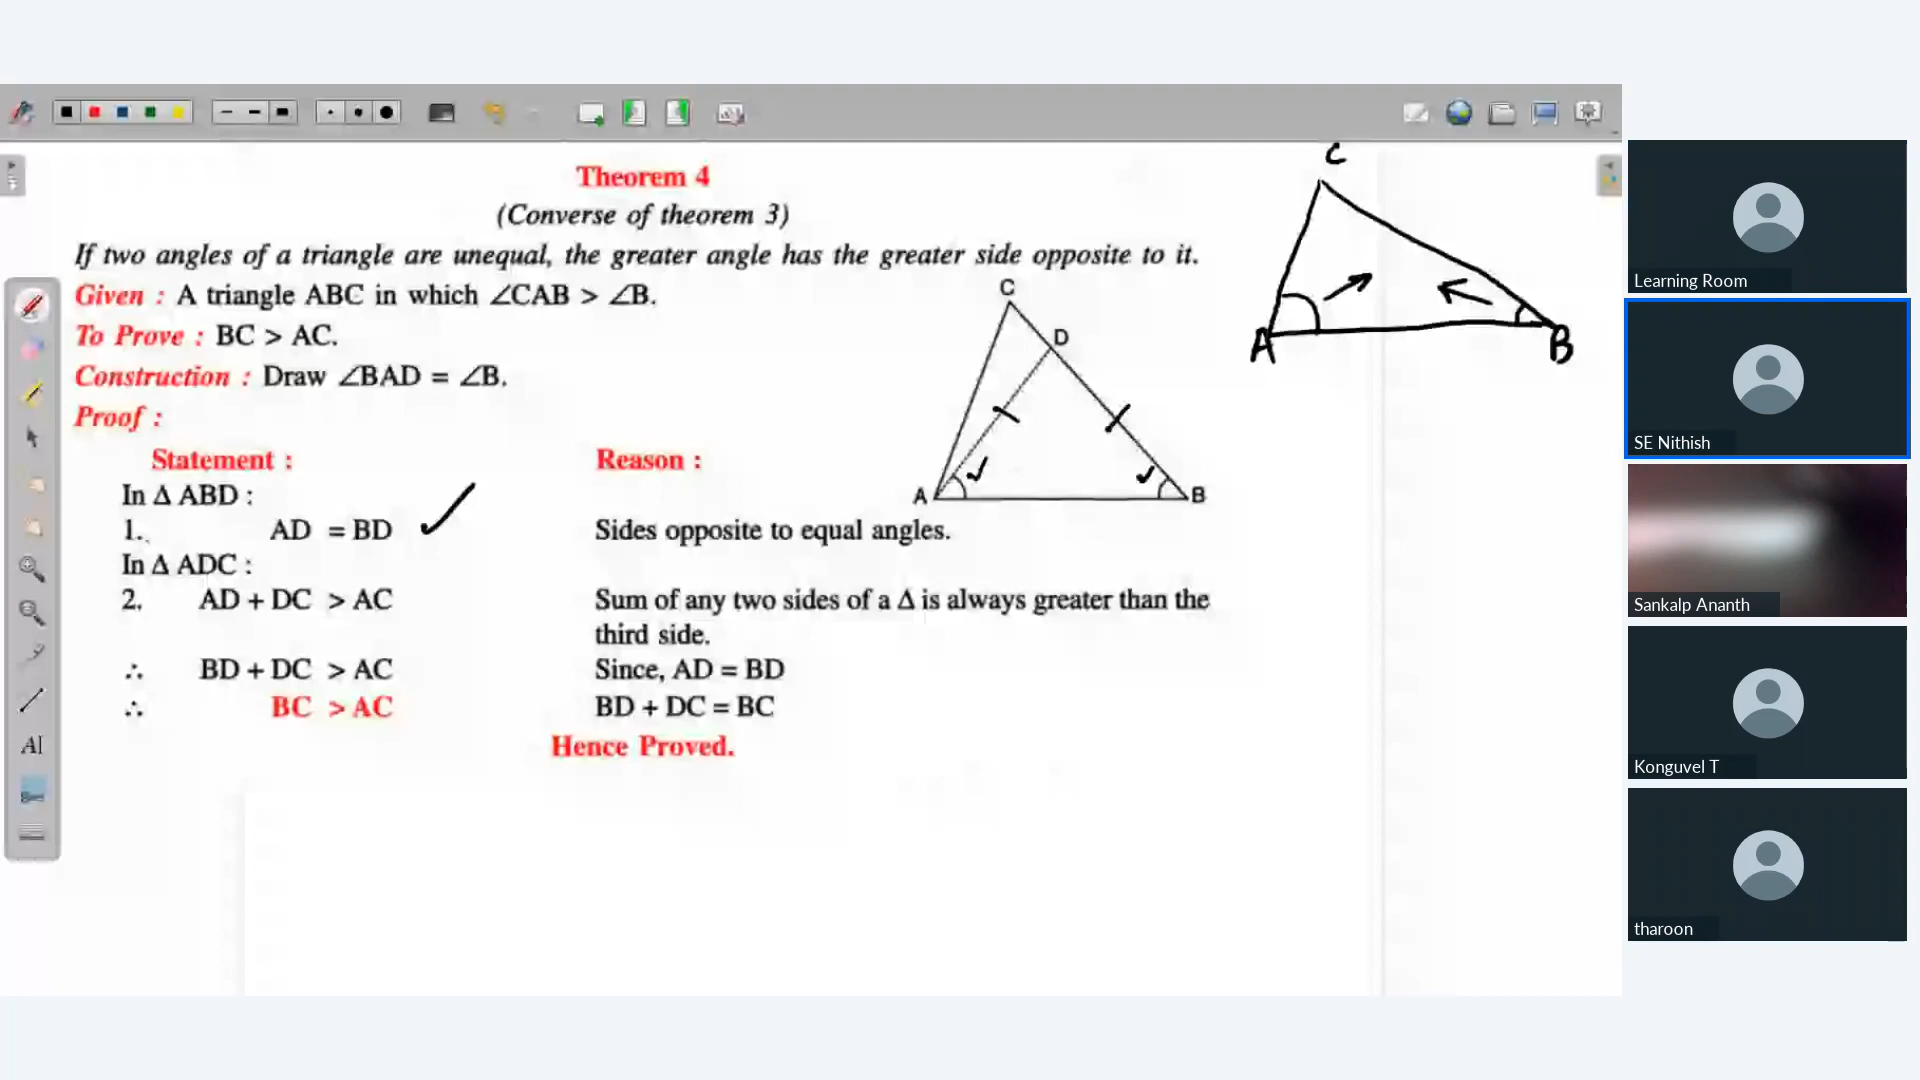 Theorem 4
(Converse of theorem 3)
If two angles of a triangle are unequal, the greater angle has the greater side opposite to it.
Given : A triangle ABC in which ∠CAB > ∠B.
To Prove : BC > AC.
Construction : Draw ∠BAD = ∠B.
Proof :
Statement : Reason :
In Δ ABD :
1. AD = BD Sides opposite to equal angles.
In Δ ADC :
2. AD + DC > AC Sum of any two sides of a Δ is always greater than the
third side.
∴ BD + DC > AC Since, AD = BD
∴ BC > AC BD + DC = BC
Hence Proved.
C
D
A
B
C
A
B
AI
Learning Room
SE Nithish
Sankalp Ananth
Konguvel T
tharoon